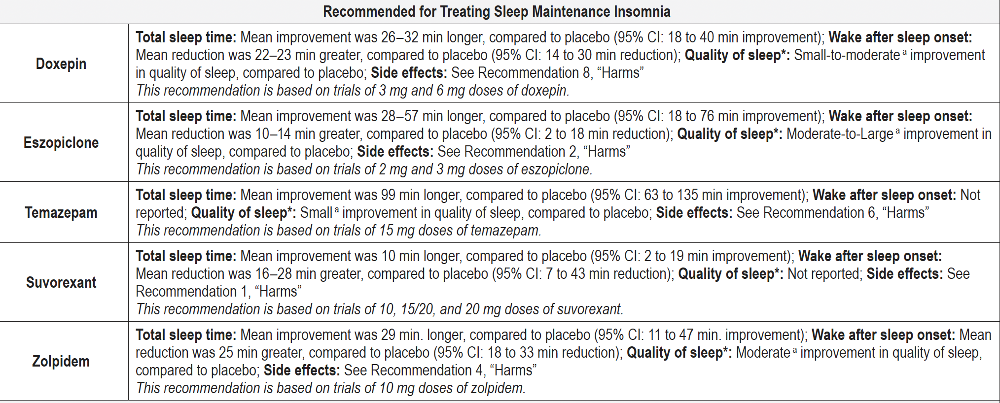 Recommended for Treating Sleep Maintenance Insomnia
Doxepin
Total sleep time: Mean improvement was 26–32 min longer, compared to placebo (95% CI: 18 to 40 min improvement); Wake after sleep onset:
Mean reduction was 22–23 min greater, compared to placebo (95% CI: 14 to 30 min reduction); Quality of sleep*: Small-to-moderate a improvement
in quality of sleep, compared to placebo; Side effects: See Recommendation 8, “Harms”
This recommendation is based on trials of 3 mg and 6 mg doses of doxepin.
Eszopiclone
Total sleep time: Mean improvement was 28–57 min longer, compared to placebo (95% CI: 18 to 76 min improvement); Wake after sleep onset:
Mean reduction was 10–14 min greater, compared to placebo (95% CI: 2 to 18 min reduction); Quality of sleep*: Moderate-to-Large a improvement in
quality of sleep, compared to placebo; Side effects: See Recommendation 2, “Harms”
This recommendation is based on trials of 2 mg and 3 mg doses of eszopiclone.
Temazepam
Total sleep time: Mean improvement was 99 min longer, compared to placebo (95% CI: 63 to 135 min improvement); Wake after sleep onset: Not
reported; Quality of sleep*: Small a improvement in quality of sleep, compared to placebo; Side effects: See Recommendation 6, “Harms”
This recommendation is based on trials of 15 mg doses of temazepam.
Suvorexant
Total sleep time: Mean improvement was 10 min longer, compared to placebo (95% CI: 2 to 19 min improvement); Wake after sleep onset:
Mean reduction was 16–28 min greater, compared to placebo (95% CI: 7 to 43 min reduction); Quality of sleep*: Not reported; Side effects: See
Recommendation 1, “Harms”
This recommendation is based on trials of 10, 15/20, and 20 mg doses of suvorexant.
Zolpidem
Total sleep time: Mean improvement was 29 min. longer, compared to placebo (95% CI: 11 to 47 min. improvement); Wake after sleep onset: Mean
reduction was 25 min greater, compared to placebo (95% CI: 18 to 33 min reduction); Quality of sleep*: Moderate a improvement in quality of sleep,
compared to placebo; Side effects: See Recommendation 4, “Harms”
This recommendation is based on trials of 10 mg doses of zolpidem.